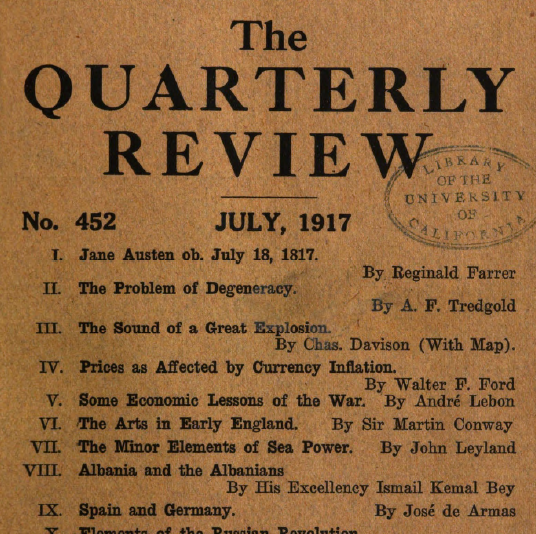 The
QUARTERLY
REVIEW
LIBRARY
OF THE
UNIVERSITY
OF
CALIFORNIA
No. 452 JULY, 1917
I. Jane Austen ob. July 18, 1817.
By Reginald Farrer
II. The Problem of Degeneracy.
By A. F. Tredgold
III. The Sound of a Great Explosion.
By Chas. Davison (With Map).
IV. Prices as Affected by Currency Inflation.
By Walter F. Ford
V. Some Economic Lessons of the War. By André Lebon
VI. The Arts in Early England. By Sir Martin Conway
VII. The Minor Elements of Sea Power. By John Leyland
VIII. Albania and the Albanians
By His Excellency Ismail Kemal Bey
IX. Spain and Germany. By José de Armas
X. Elements of the Russian Revolution.